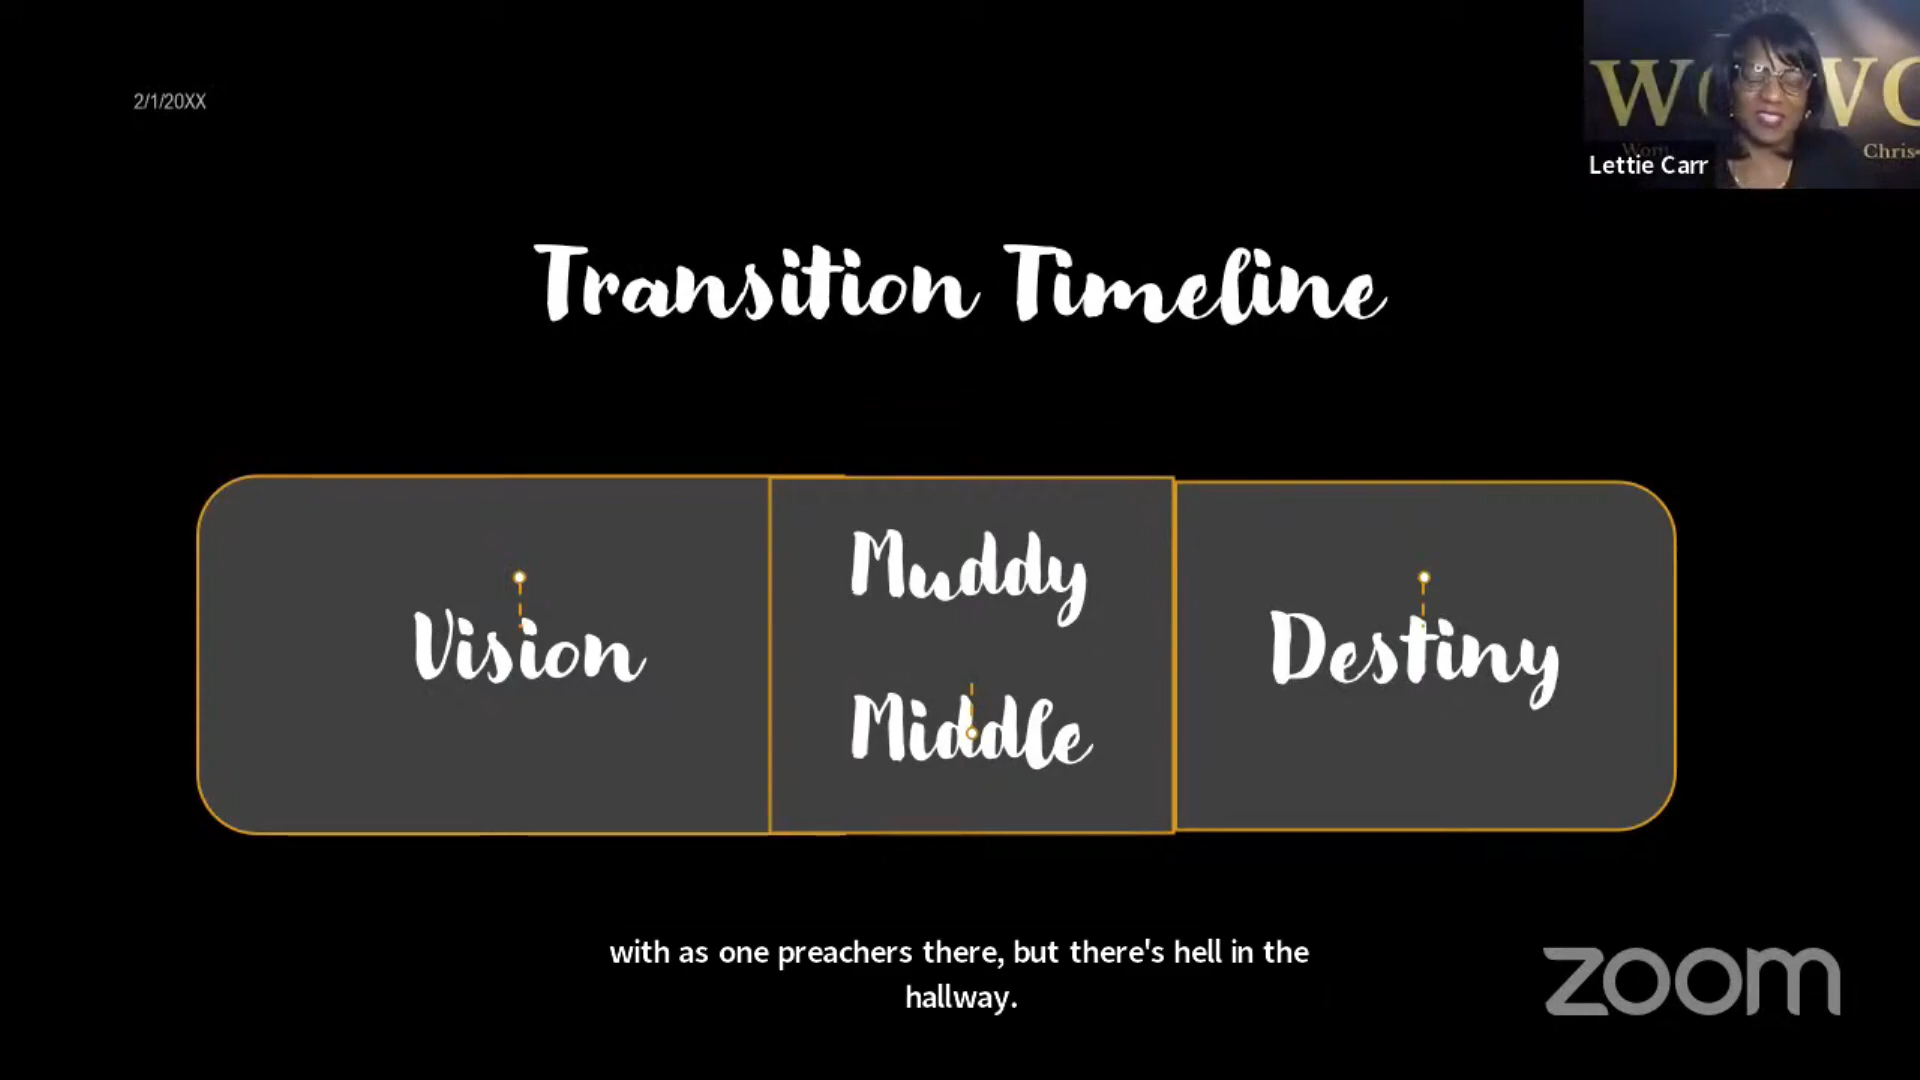 2/1/20XX
Lettie Carr
Chris
Transition Timeline
Vision
Muddy
Middle
Destiny
with as one preachers there, but there's hell in the
hallway.
zoom